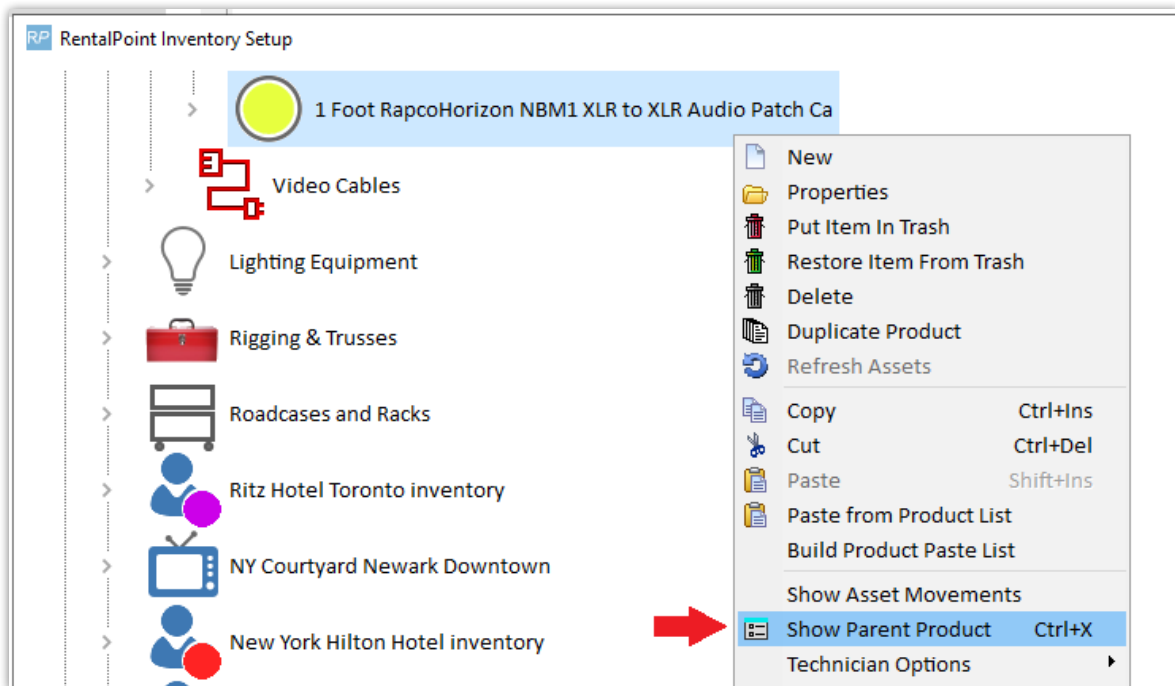 RP RentalPoint Inventory Setup
1 Foot RapcoHorizon NBM1 XLR to XLR Audio Patch Ca
Video Cables
Lighting Equipment
Rigging & Trusses
Roadcases and Racks
Ritz Hotel Toronto inventory
NY Courtyard Newark Downtown
New York Hilton Hotel inventory
New
Properties
Put Item In Trash
Restore Item From Trash
Delete
Duplicate Product
Refresh Assets
Copy Ctrl+Ins
Cut Ctrl+Del
Paste Shift+Ins
Paste from Product List
Build Product Paste List
Show Asset Movements
Show Parent Product Ctrl+X
Technician Options